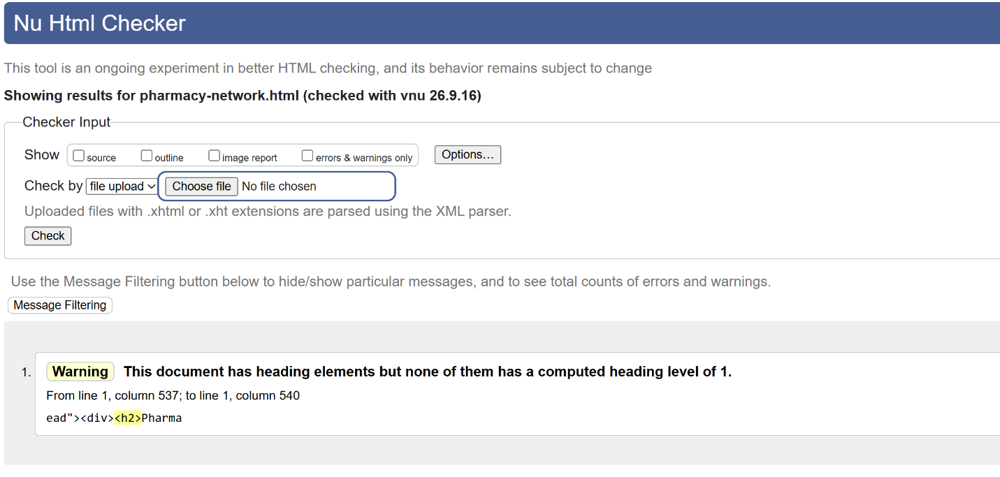 Nu Html Checker
This tool is an ongoing experiment in better HTML checking, and its behavior remains subject to change
Showing results for pharmacy-network.html (checked with vnu 26.9.16)
Checker Input
Show source outline image report errors & warnings only Options...
Check by file upload Choose file No file chosen
Uploaded files with .xhtml or .xht extensions are parsed using the XML parser.
Check
Use the Message Filtering button below to hide/show particular messages, and to see total counts of errors and warnings.
Message Filtering
1. Warning This document has heading elements but none of them has a computed heading level of 1.
From line 1, column 537; to line 1, column 540
ead"><div><h2>Pharma